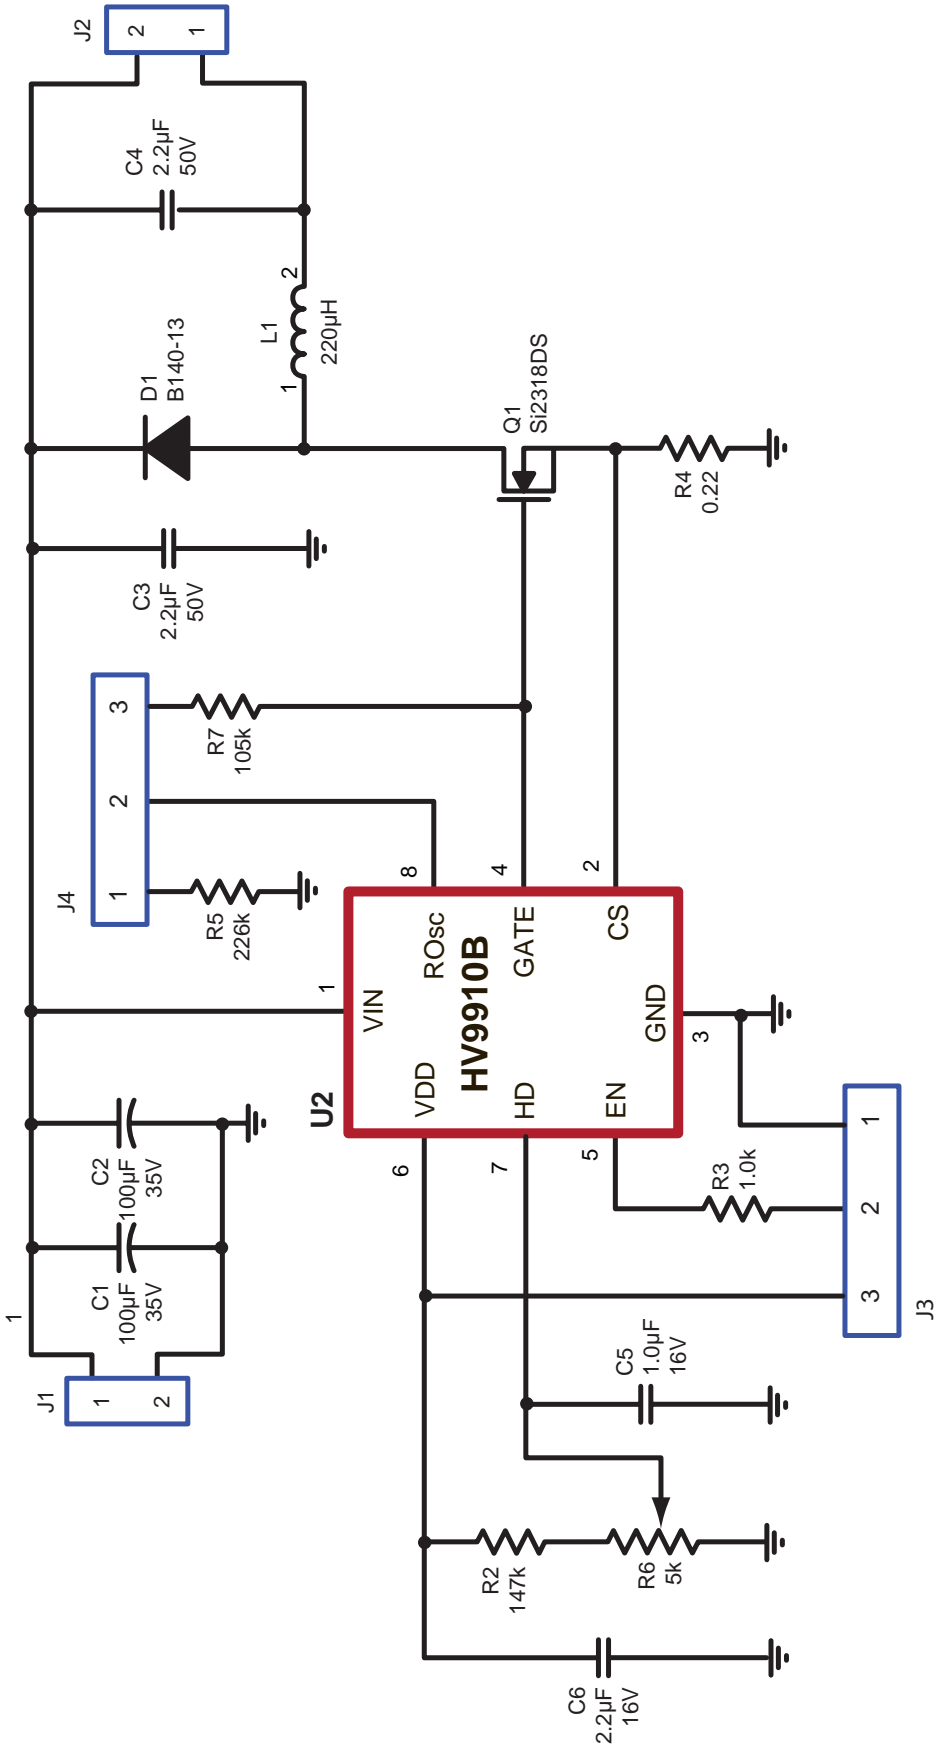 J1
1
2
1
C1
100µF
35V
C2
100µF
35V
J4
1
2
3
R5
226k
R7
105k
C3
2.2µF
50V
D1
B140-13
L1
1
2
220µH
C4
2.2µF
50V
J2
2
1
U2
HV9910B
1
VIN
VDD
6
HD
7
EN
5
ROsc
8
GATE
4
CS
2
GND
3
Q1
Si2318DS
R4
0.22
C6
2.2µF
16V
R2
147k
R6
5k
C5
1.0µF
16V
R3
1.0k
3
2
1
J3